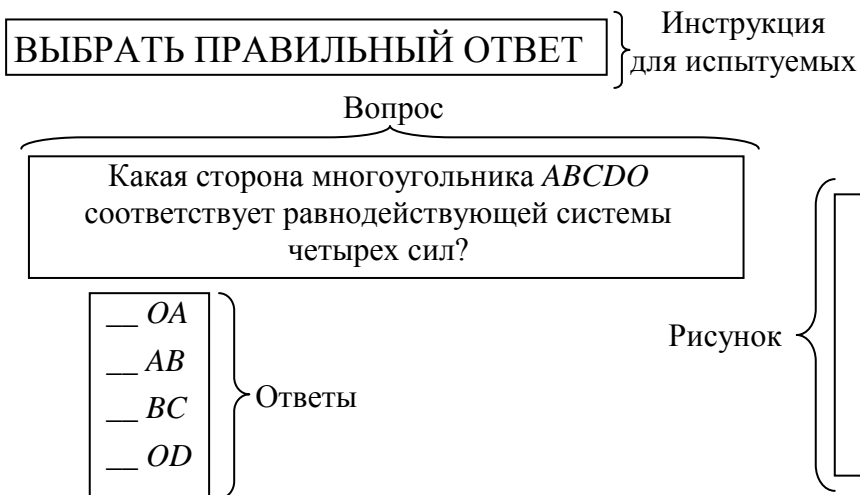 ВЫБРАТЬ ПРАВИЛЬНЫЙ ОТВЕТ
Инструкция
для испытуемых
Вопрос
Какая сторона многоугольника ABCDO
соответствует равнодействующей системы
четырех сил?
__ OA
__ AB
__ BC
__ OD
Ответы
Рисунок